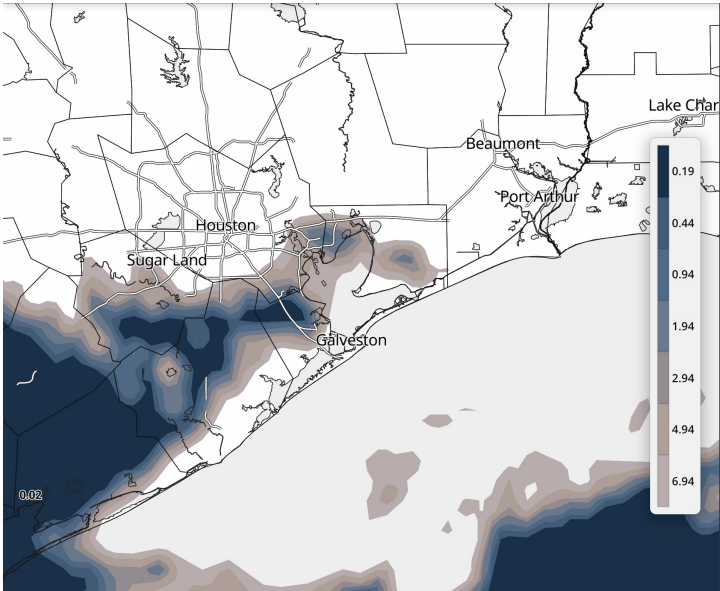 Lake Char
Beaumont
Port Arthur
Houston
Sugar Land
Galveston
0.02
0.19
0.44
0.94
1.94
2.94
4.94
6.94